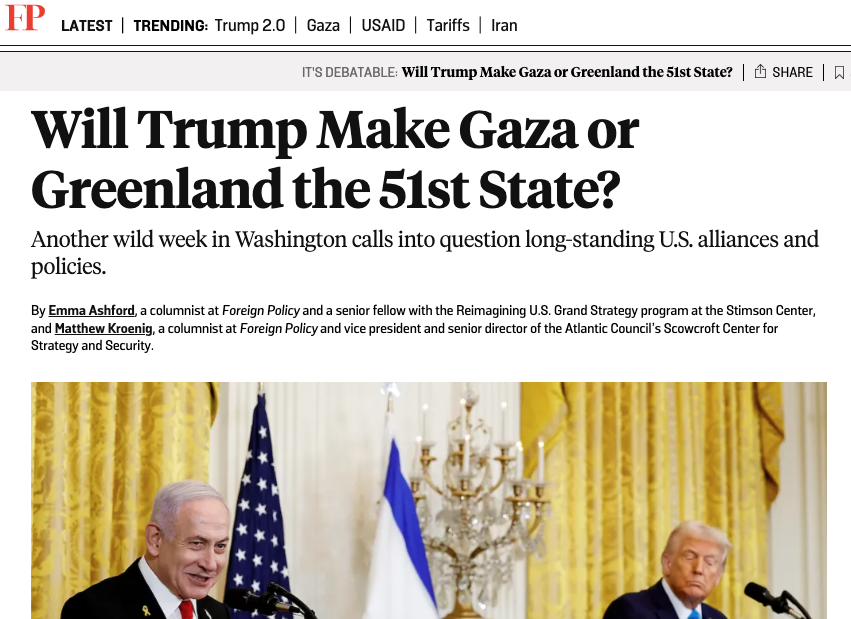 FP LATEST | TRENDING: Trump 2.0 | Gaza | USAID | Tariffs | Iran
IT'S DEBATABLE: Will Trump Make Gaza or Greenland the 51st State? | SHARE |
Will Trump Make Gaza or
Greenland the 51st State?
Another wild week in Washington calls into question long-standing U.S. alliances and
policies.
By Emma Ashford, a columnist at Foreign Policy and a senior fellow with the Reimagining U.S. Grand Strategy program at the Stimson Center,
and Matthew Kroenig, a columnist at Foreign Policy and vice president and senior director of the Atlantic Council's Scowcroft Center for
Strategy and Security.